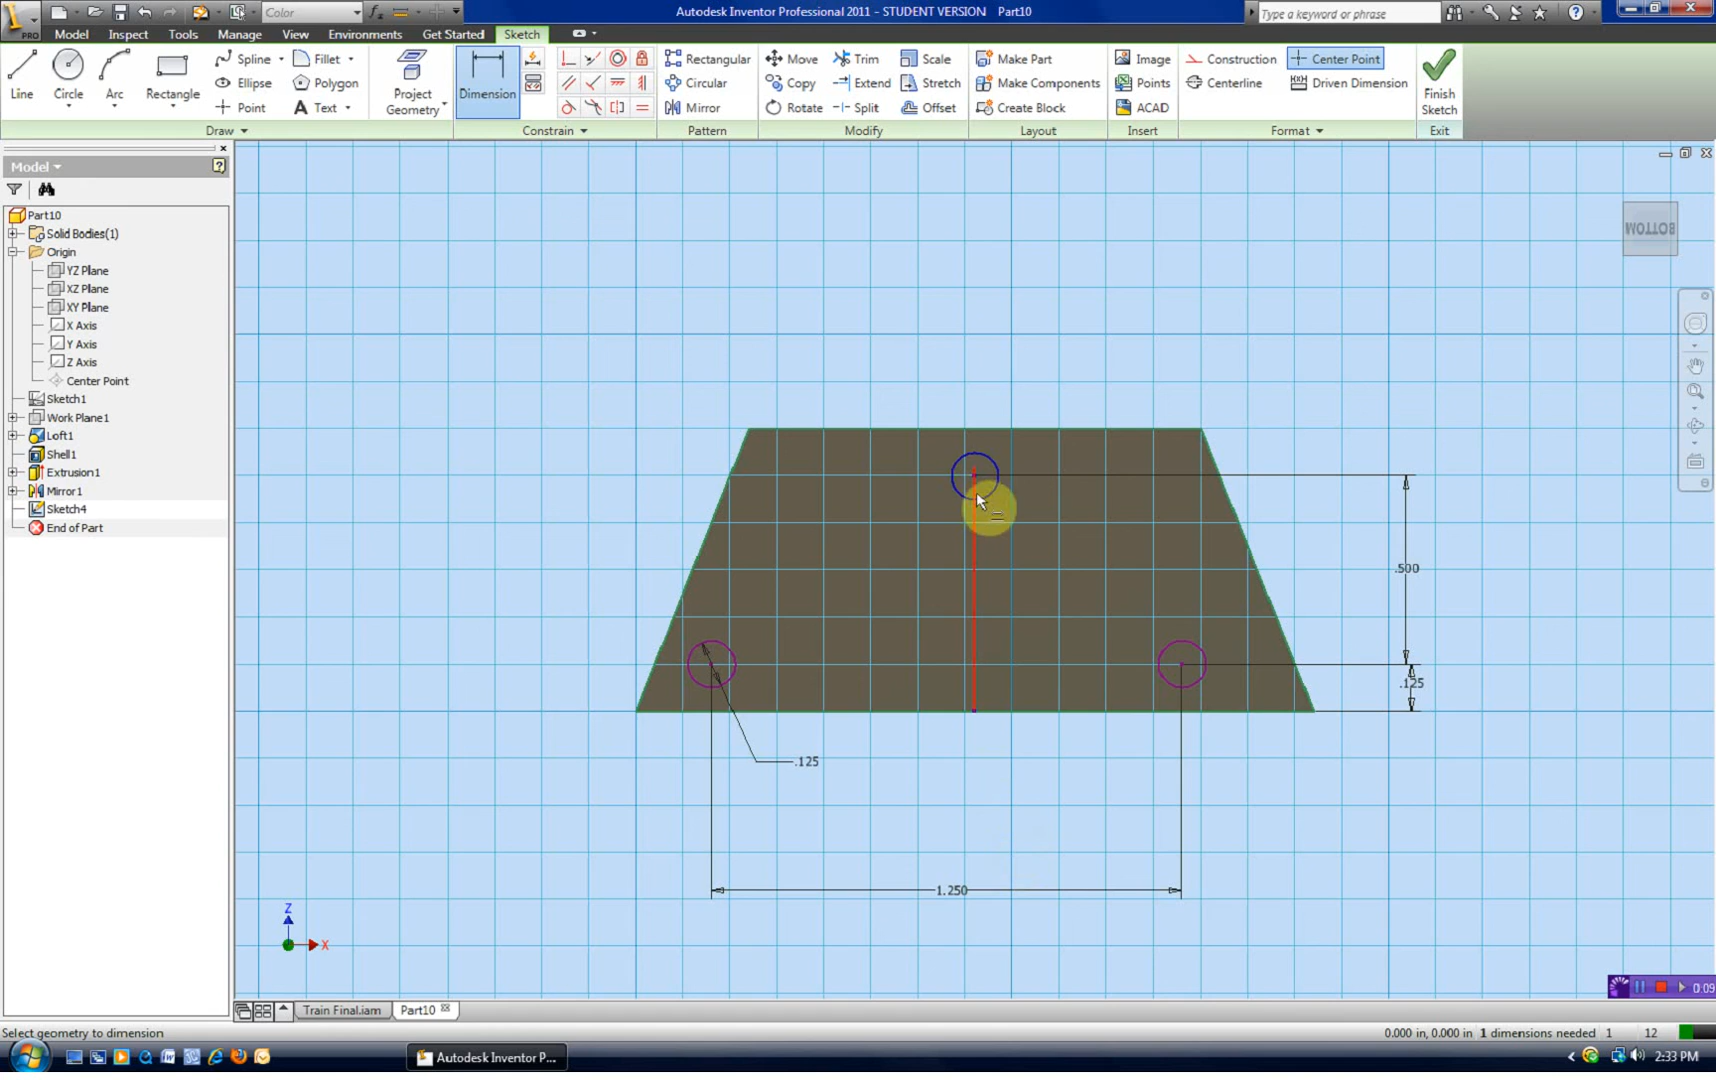 Color
Autodesk Inventor Professional 2011 - STUDENT VERSION Part10
Type a keyword or phrase
PRO
Model Inspect Tools Manage View Environments Get Started Sketch
Line
Circle
Arc
Rectangle
Spline
Fillet
Ellipse
Polygon
Point
Text
Project
Geometry
Dimension
Rectangular
Circular
Mirror
Move
Trim
Scale
Copy
Extend
Stretch
Rotate
Split
Offset
Make Part
Make Components
Create Block
Image
Points
ACAD
Construction
Center Point
Centerline
Driven Dimension
Finish
Sketch
Draw
Constrain
Pattern
Modify
Layout
Insert
Format
Exit
Model
Part10
Solid Bodies(1)
Origin
YZ Plane
XZ Plane
XY Plane
X Axis
Y Axis
Z Axis
Center Point
Sketch1
Work Plane1
Loft1
Shell1
Extrusion1
Mirror1
Sketch4
End of Part
BOTTOM
.500
.125
.125
1.250
Z
X
0:09
Train Final.iam
Part10
Select geometry to dimension
0.000 in, 0.000 in 1 dimensions needed 1 12
Autodesk Inventor P...
2:33 PM